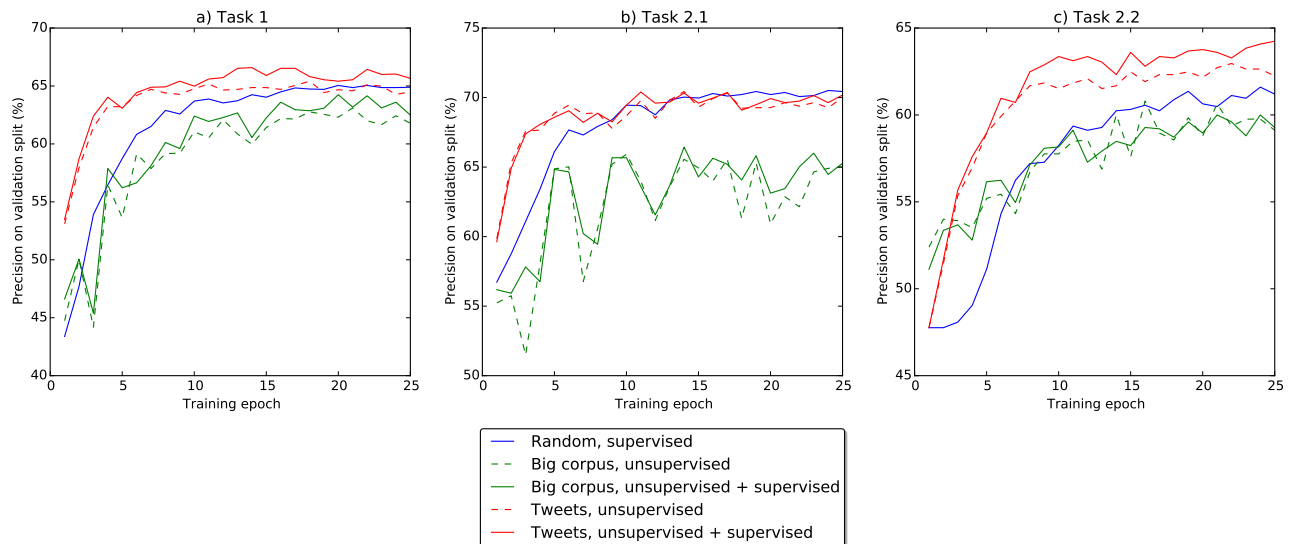 a) Task 1
70
65
60
55
50
45
40
0
5
10
15
20
25
Precision on validation split (%)
Training epoch
b) Task 2.1
75
70
65
60
55
50
0
5
10
15
20
25
Precision on validation split (%)
Training epoch
c) Task 2.2
65
60
55
50
45
0
5
10
15
20
25
Precision on validation split (%)
Training epoch
Random, supervised
Big corpus, unsupervised
Big corpus, unsupervised + supervised
Tweets, unsupervised
Tweets, unsupervised + supervised